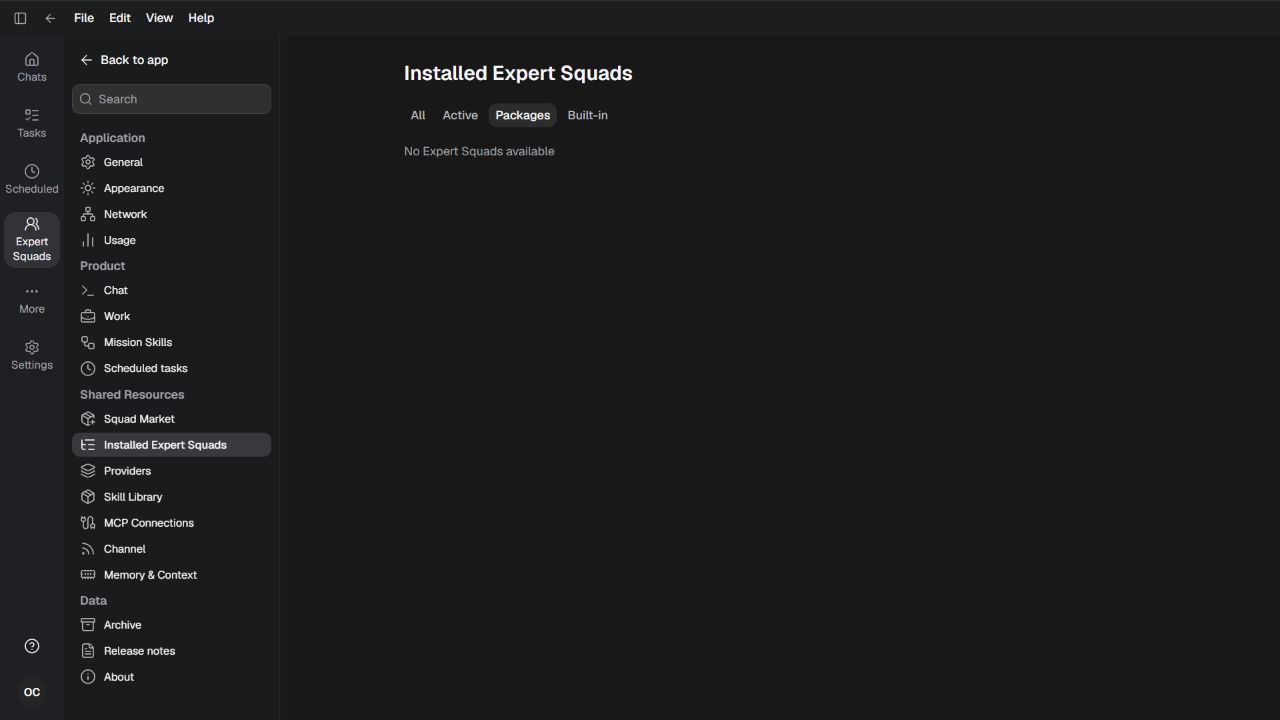 File Edit View Help
Chats
Tasks
Scheduled
Expert
Squads
More
Settings
OC
Back to app
Search
Application
General
Appearance
Network
Usage
Product
Chat
Work
Mission Skills
Scheduled tasks
Shared Resources
Squad Market
Installed Expert Squads
Providers
Skill Library
MCP Connections
Channel
Memory & Context
Data
Archive
Release notes
About
Installed Expert Squads
All Active Packages Built-in
No Expert Squads available